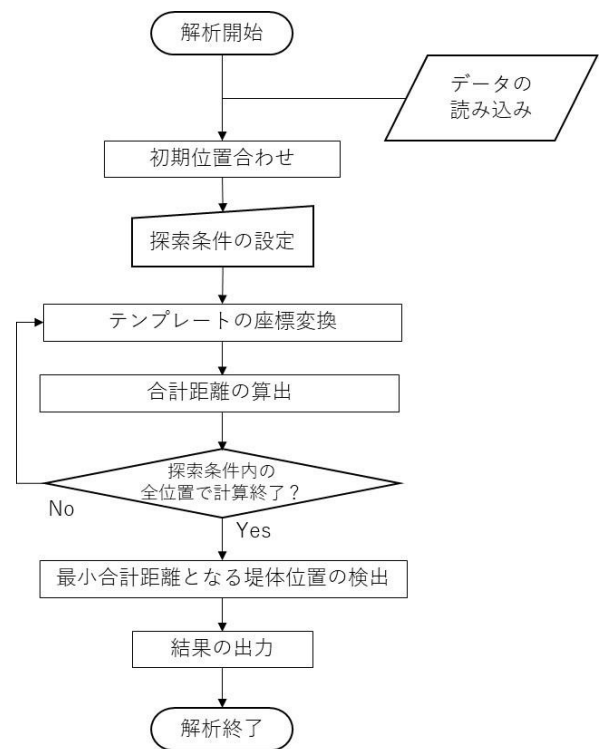 解析開始
データの
読み込み
初期位置合わせ
探索条件の設定
テンプレートの座標変換
合計距離の算出
探索条件内の
全位置で計算終了？
No
Yes
最小合計距離となる堤体位置の検出
結果の出力
解析終了